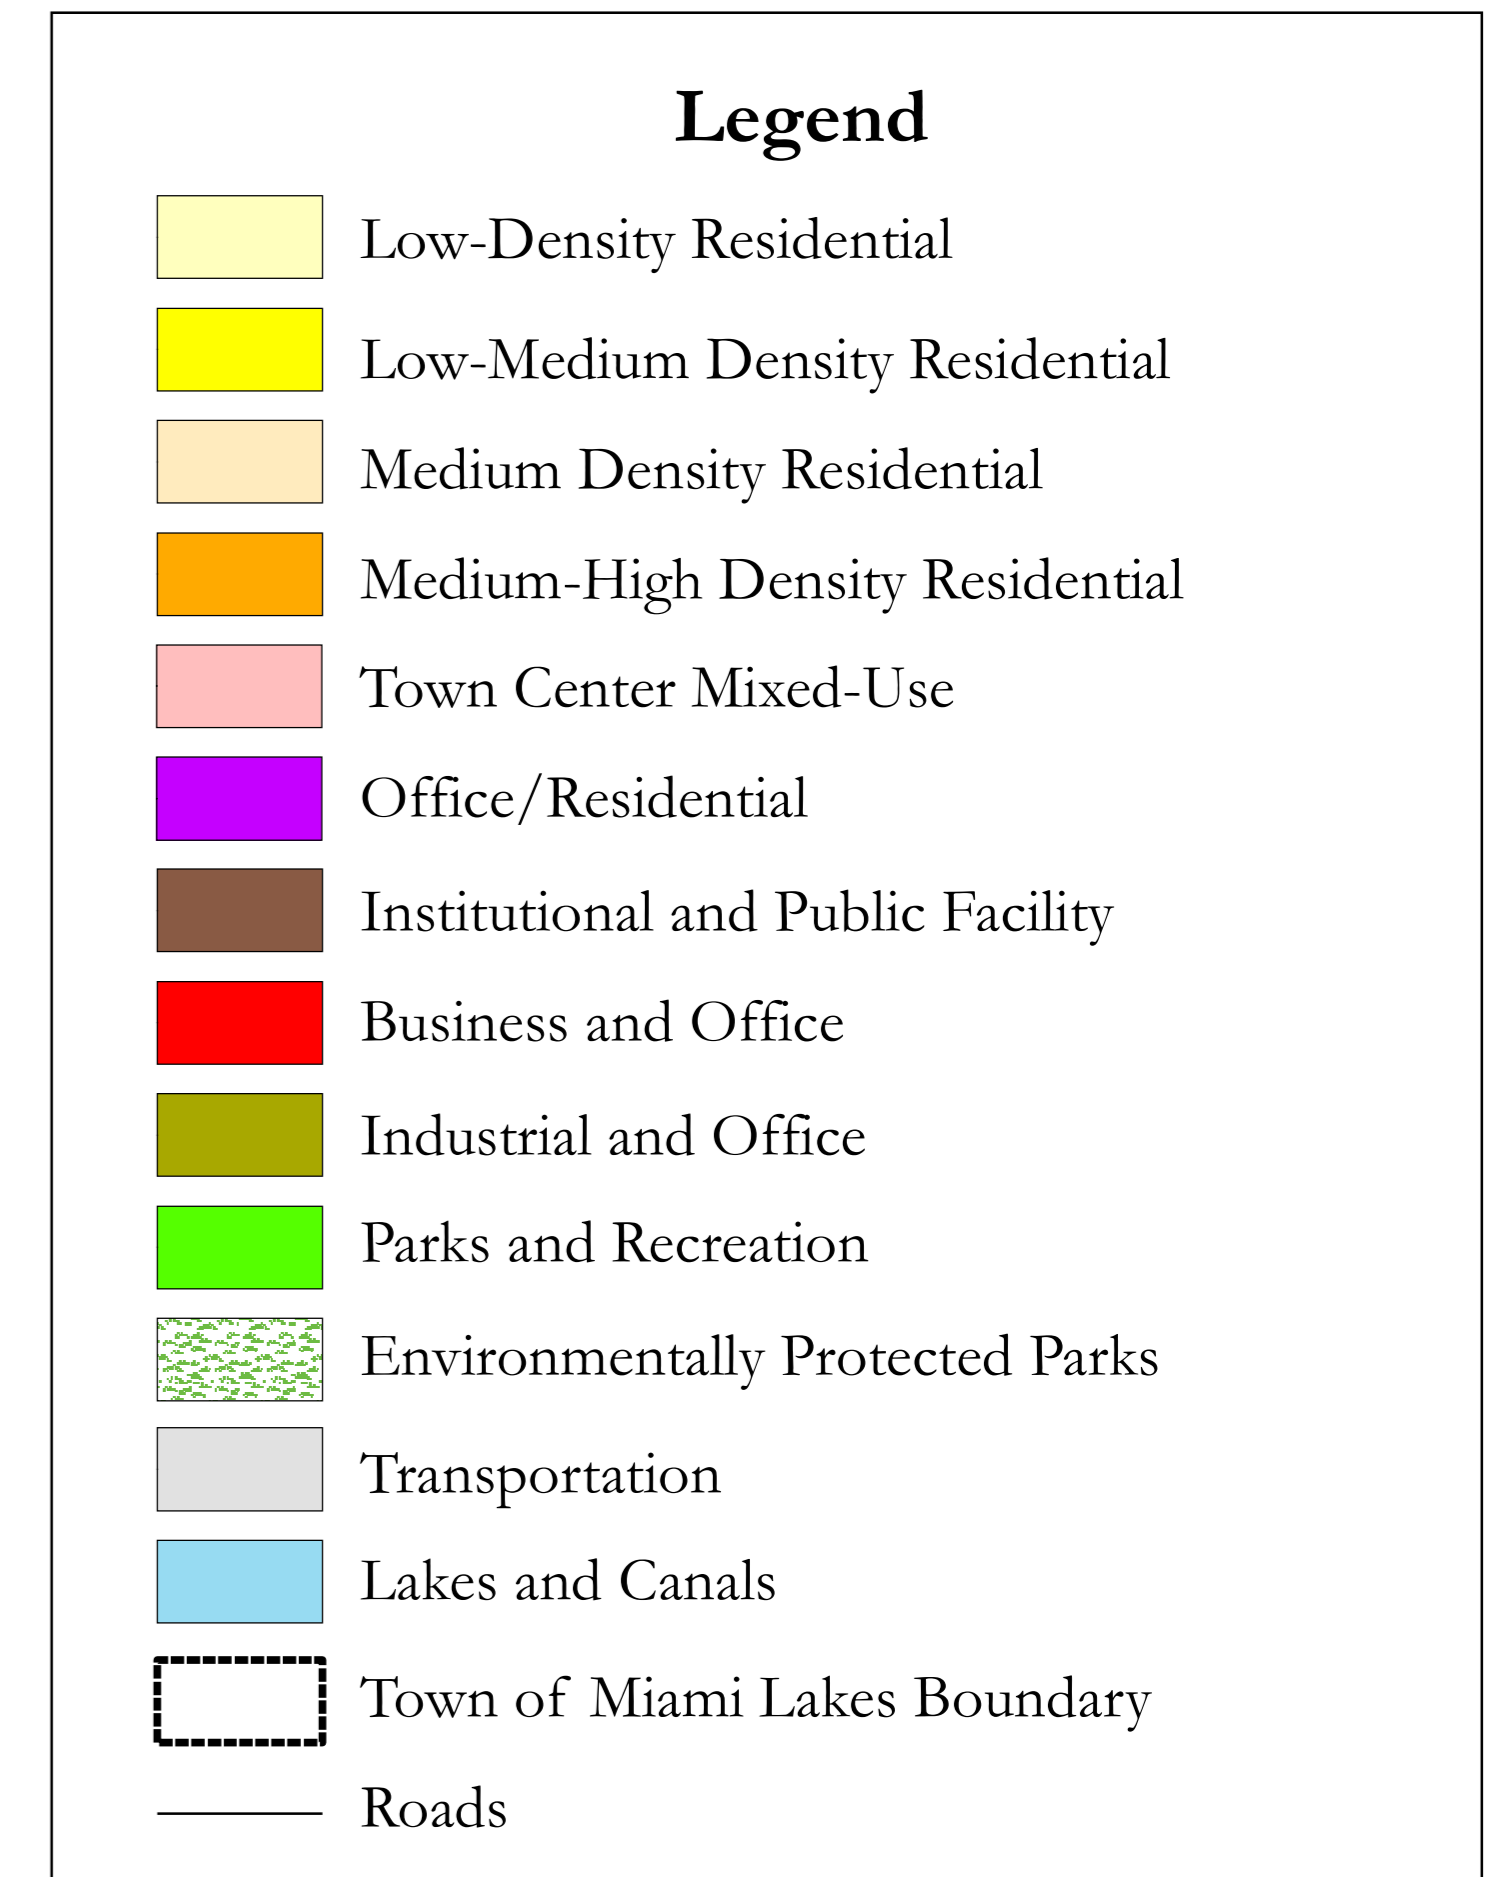 Legend
Low-Density Residential
Low-Medium Density Residential
Medium Density Residential
Medium-High Density Residential
Town Center Mixed-Use
Office/Residential
Institutional and Public Facility
Business and Office
Industrial and Office
Parks and Recreation
Environmentally Protected Parks
Transportation
Lakes and Canals
Town of Miami Lakes Boundary
Roads